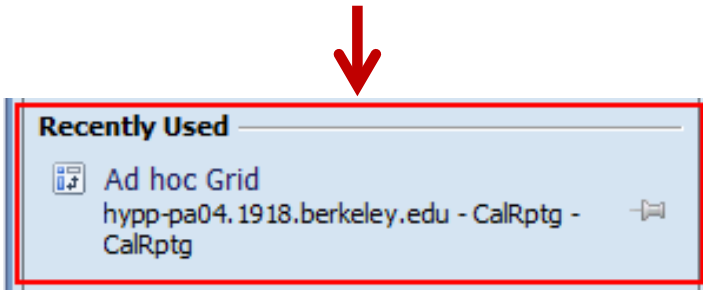 Recently Used
Ad hoc Grid
hypp-pa04.1918.berkeley.edu - CalRptg -
CalRptg